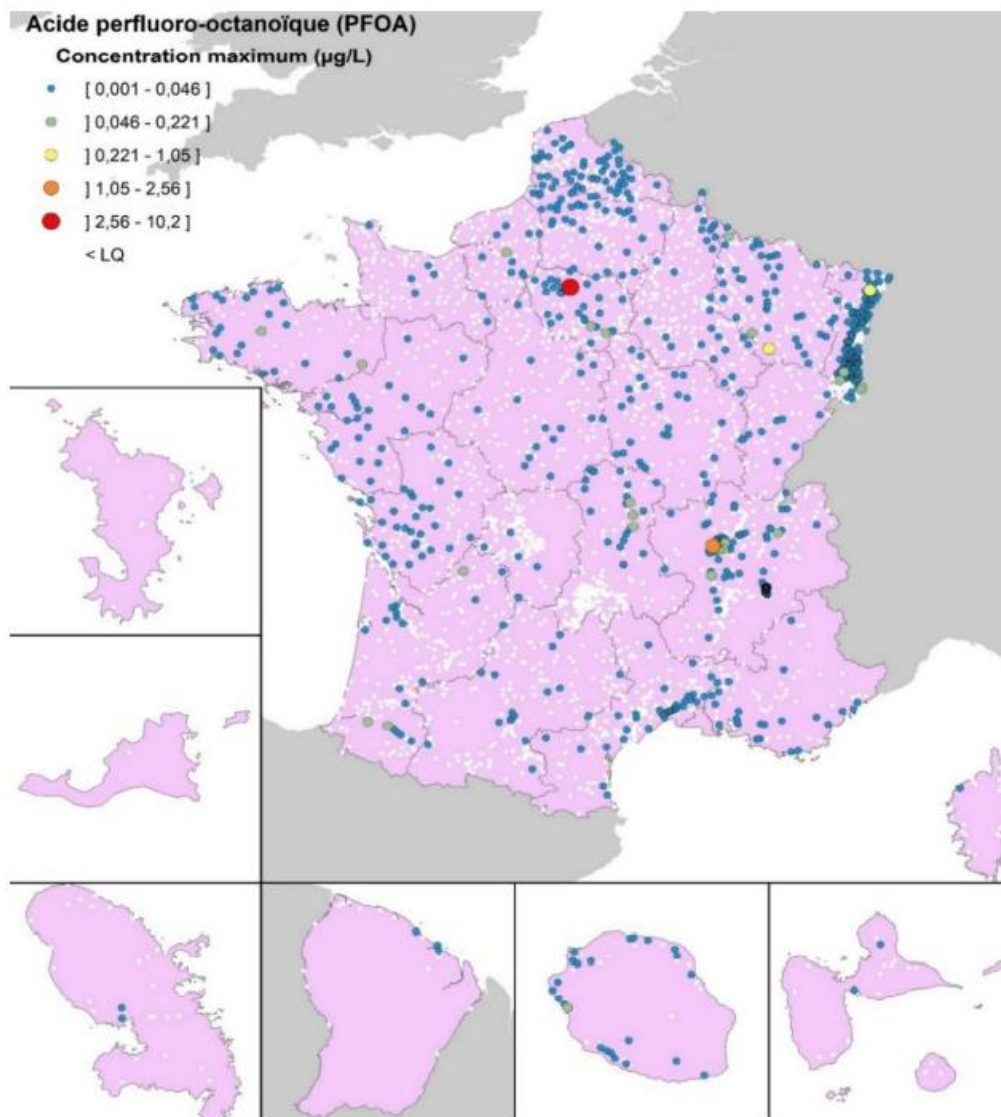 Acide perfluoro-octanoïque (PFOA)
Concentration maximum (µg/L)
[ 0,001 - 0,046 ]
] 0,046 - 0,221 ]
] 0,221 - 1,05 ]
] 1,05 - 2,56 ]
] 2,56 - 10,2 ]
< LQ